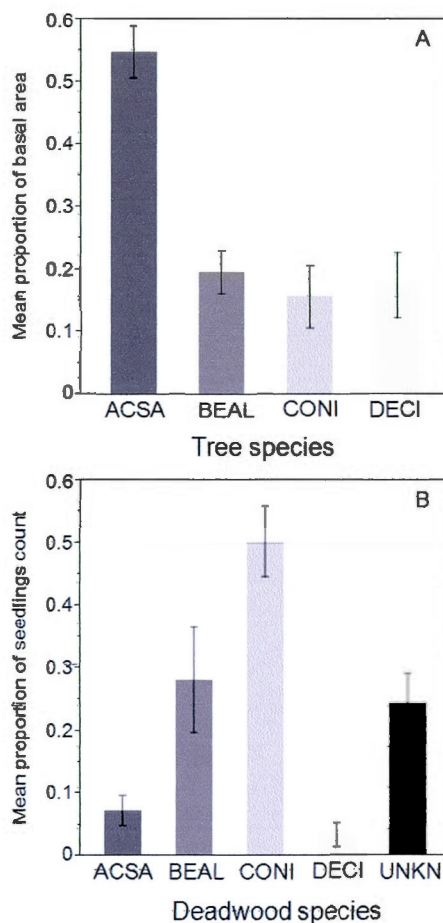 A
Mean proportion of basal area
0.6
0.5
0.4
0.3
0.2
0.1
0
ACSA BEAL CONI DECI
Tree species
B
Mean proportion of seedlings count
0.6
0.5
0.4
0.3
0.2
0.1
0
ACSA BEAL CONI DECI UNKN
Deadwood species